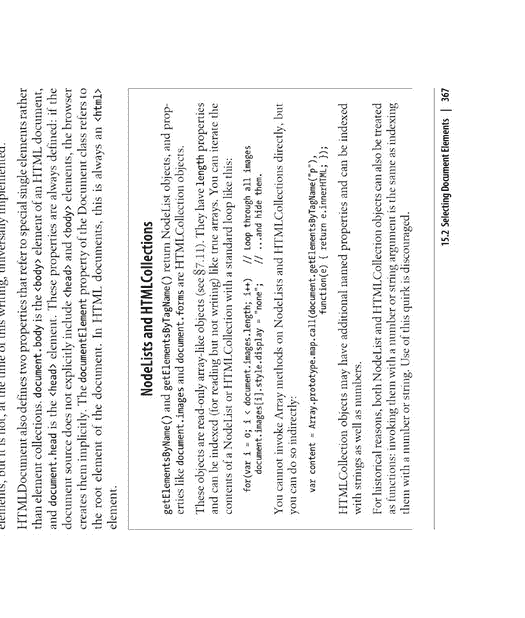 elements, but it is not, at the time of this writing, universally implemented.
HTMLDocument also defines two properties that refer to special single elements rather
than element collections. document.body is the <body> element of an HTML document,
and document.head is the <head> element. These properties are always defined: if the
document source does not explicitly include <head> and <body> elements, the browser
creates them implicitly. The documentElement property of the Document class refers to
the root element of the document. In HTML documents, this is always an <html>
element.
NodeLists and HTMLCollections
getElementsByName() and getElementsByTagName() return NodeList objects, and prop-
erties like document.images and document.forms are HTMLCollection objects.
These objects are read-only array-like objects (see §7.11). They have length properties
and can be indexed (for reading but not writing) like true arrays. You can iterate the
contents of a NodeList or HTMLCollection with a standard loop like this:
for(var i = 0; i < document.images.length; i++) // Loop through all images
document.images[i].style.display = "none"; // ...and hide them.
You cannot invoke Array methods on NodeLists and HTMLCollections directly, but
you can do so indirectly:
var content = Array.prototype.map.call(document.getElementsByTagName("p"),
function(e) { return e.innerHTML; });
HTMLCollection objects may have additional named properties and can be indexed
with strings as well as numbers.
For historical reasons, both NodeList and HTMLCollection objects can also be treated
as functions: invoking them with a number or string argument is the same as indexing
them with a number or string. Use of this quirk is discouraged.
15.2 Selecting Document Elements | 367